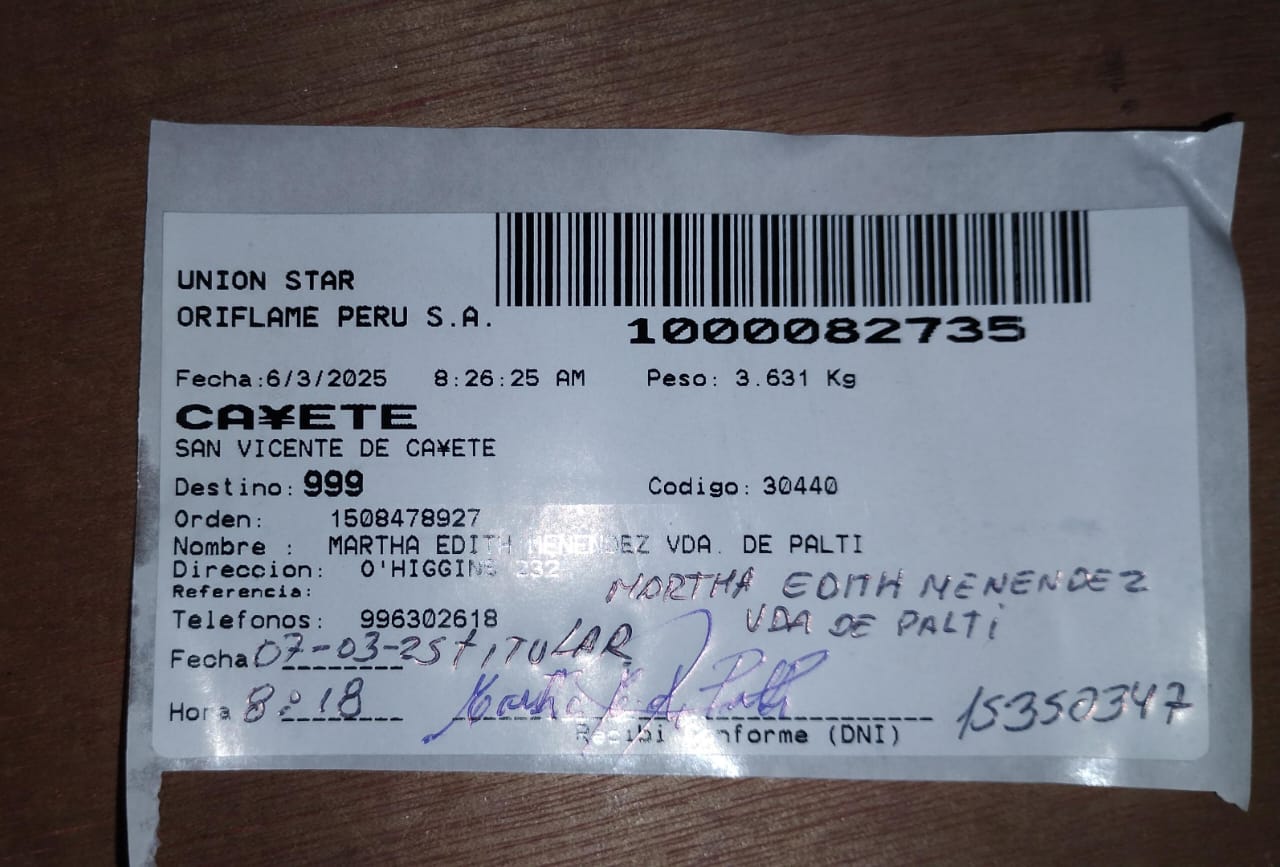 UNION STAR
ORIFLAME PERU S.A.
1000082735
Fecha:6/3/2025 8:26:25 AM Peso: 3.631 Kg
CA¥ETE
SAN VICENTE DE CA¥ETE
Destino: 999 Codigo: 30440
Orden: 1508478927
Nombre : MARTHA EDITH MENENDEZ VDA. DE PALTI
Direccion: O'HIGGINS 232
Referencia:
MARTHA EDITH MENENDEZ
VDA DE PALTI
Telefonos: 996302618
Fecha 07-03-25 TITULAR
Hora 8:18
15350347
Recibi Conforme (DNI)